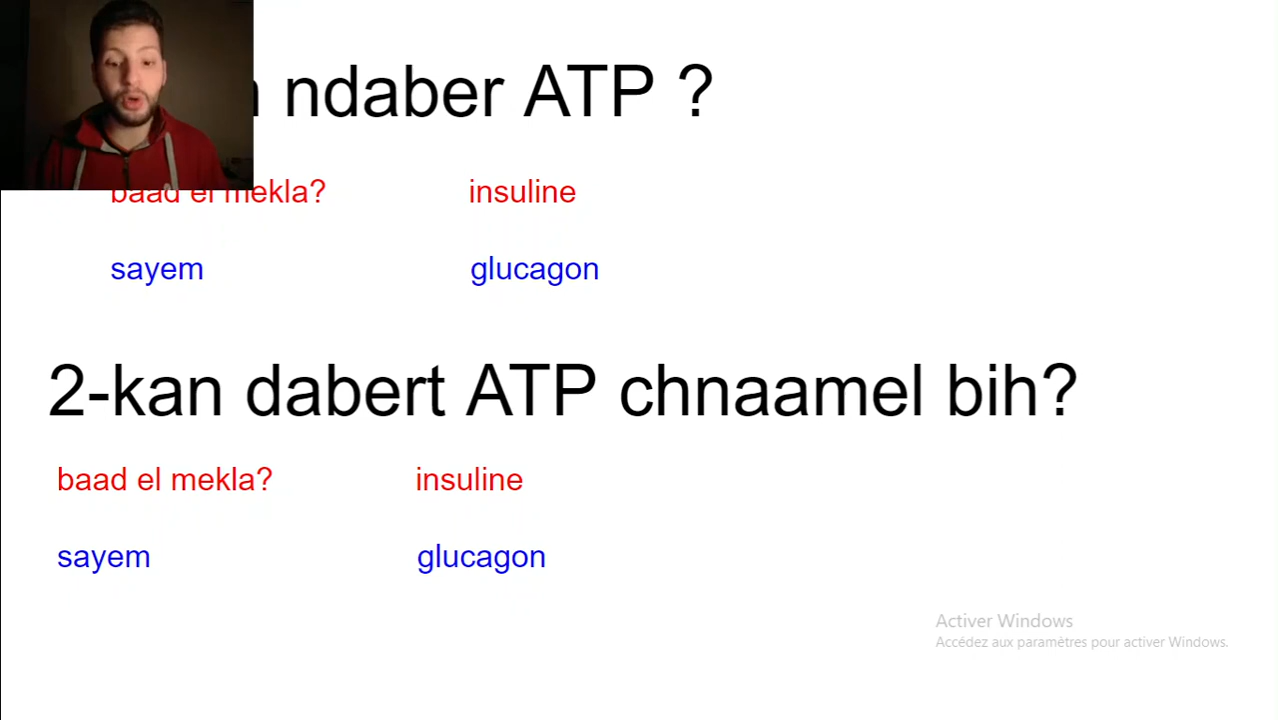 ndaber ATP ?
baad el mekla? insuline
sayem glucagon
2-kan dabert ATP chnaamel bih?
baad el mekla? insuline
sayem glucagon
Activer Windows
Accédez aux paramètres pour activer Windows.